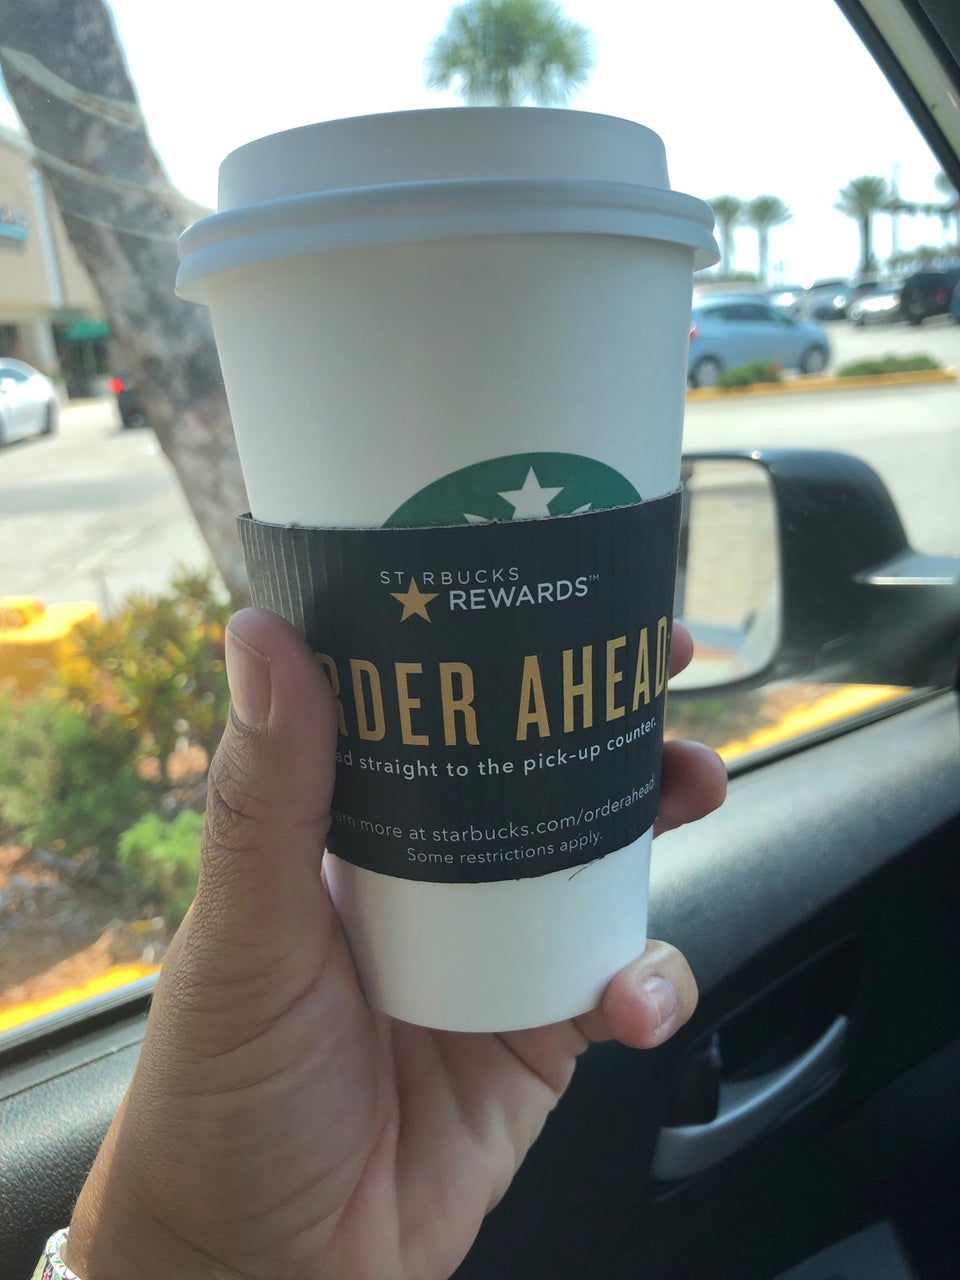 STARBUCKS
REWARDS™
RDER AHEAD
ad straight to the pick-up counter.
arn more at starbucks.com/orderahead.
Some restrictions apply.